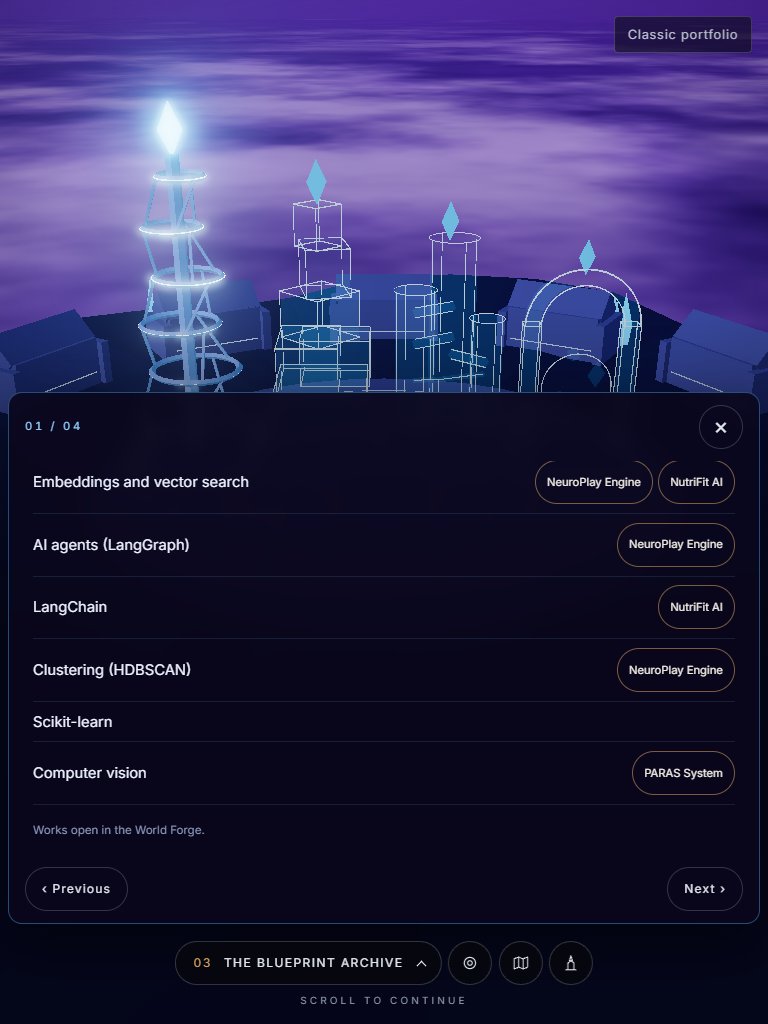 Classic portfolio
01 / 04
Embeddings and vector search NeuroPlay Engine NutriFit AI
AI agents (LangGraph) NeuroPlay Engine
LangChain NutriFit AI
Clustering (HDBSCAN) NeuroPlay Engine
Scikit-learn
Computer vision PARAS System
Works open in the World Forge.
‹ Previous Next ›
03 THE BLUEPRINT ARCHIVE
SCROLL TO CONTINUE